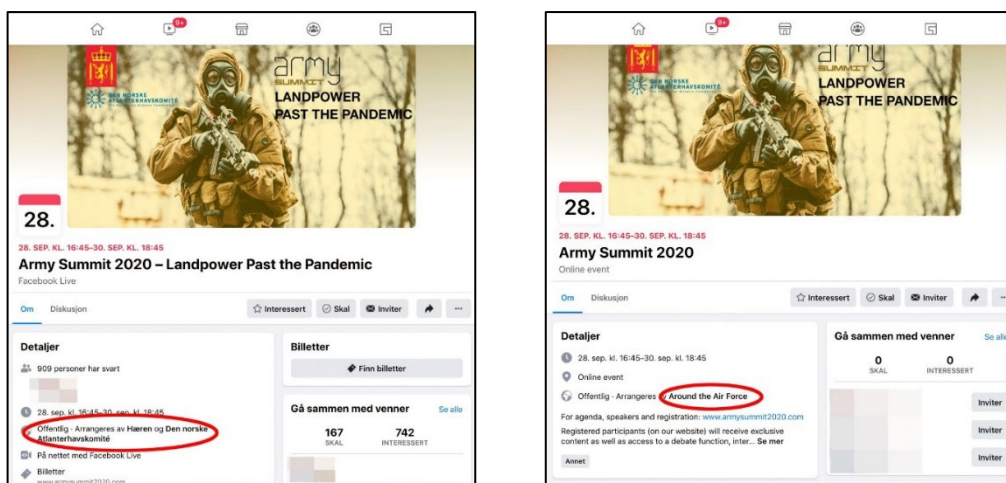 9+
DEN NORSKE
ATLANTERHAVSKOMITÉ
army
SUMMIT
LANDPOWER
PAST THE PANDEMIC
28.
28. SEP. KL. 16:45–30. SEP. KL. 18:45
Army Summit 2020 – Landpower Past the Pandemic
Facebook Live
Om Diskusjon Interessert Skal Inviter
Detaljer
909 personer har svart
28. sep. kl. 16:45–30. sep. kl. 18:45
Offentlig · Arrangeres av Hæren og Den norske
Atlanterhavskomité
På nettet med Facebook Live
Billetter
www.armysummit2020.com
Billetter
Finn billetter
Gå sammen med venner Se alle
167 742
SKAL INTERESSERT
9+
DEN NORSKE
ATLANTERHAVSKOMITÉ
army
SUMMIT
LANDPOWER
PAST THE PANDEMIC
28.
28. SEP. KL. 16:45–30. SEP. KL. 18:45
Army Summit 2020
Online event
Om Diskusjon Interessert Skal Inviter
Detaljer
28. sep. kl. 16:45–30. sep. kl. 18:45
Online event
Offentlig · Arrangeres Around the Air Force
For agenda, speakers and registration: www.armysummit2020.com
Registered participants (on our website) will receive exclusive
content as well as access to a debate function, inter... Se mer
Annet
Gå sammen med venner Se alle
0 0
SKAL INTERESSERT
Inviter
Inviter
Inviter